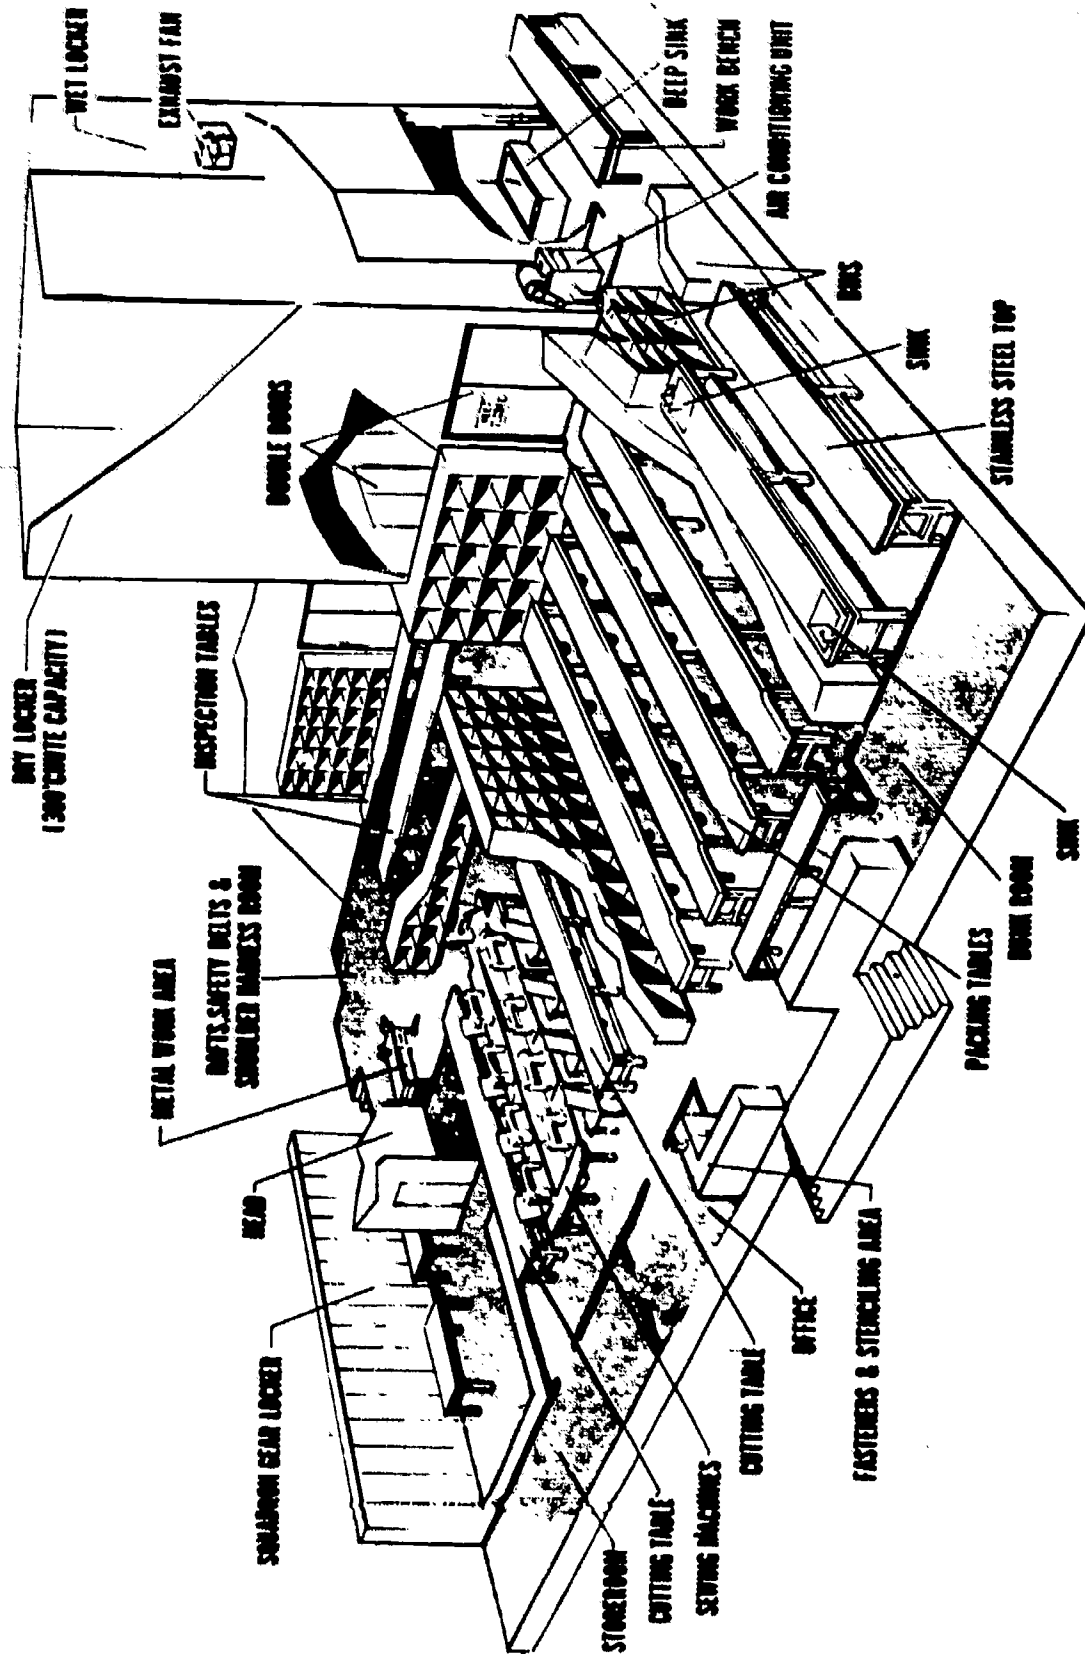 WET LOCKER
EXHAUST FAN
DRY LOCKER
(300 'CHUTE CAPACITY)
DOUBLE DOORS
INSPECTION TABLES
RAFTS, SAFETY BELTS &
SHOULDER HARNESS ROOM
METAL WORK AREA
HEAD
SQUADRON GEAR LOCKER
DEEP SINK
WORK BENCH
AIR CONDITIONING UNIT
BINS
SINK
STAINLESS STEEL TOP
SINK
BUNK ROOM
PACKING TABLES
FASTENERS & STENCILING AREA
OFFICE
CUTTING TABLE
SEWING MACHINES
CUTTING TABLE
STOREROOM